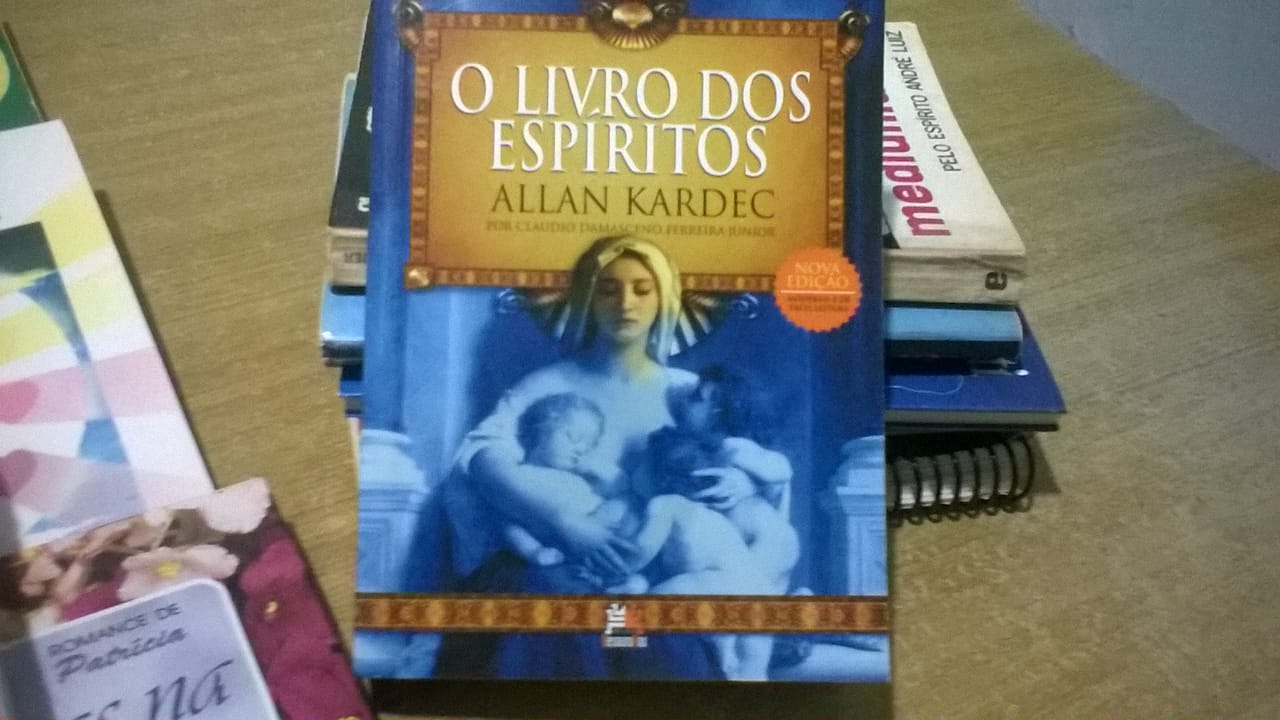 O LIVRO DOS
ESPÍRITOS
ALLAN KARDEC
POR CLAUDIO DAMASCENO FERREIRA JUNIOR
NOVA
EDIÇÃO
PELO ESPÍRITO ANDRÉ LUIZ
ROMANCE DE
Patrícia
na